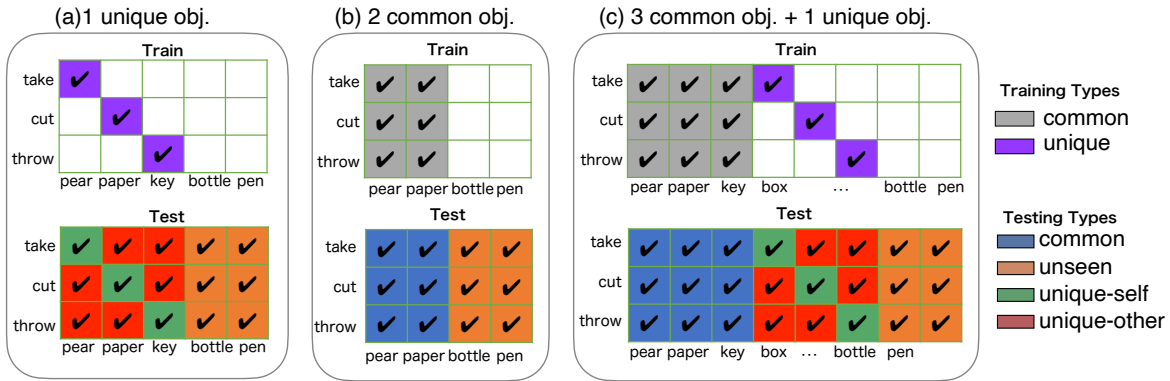 (a)1 unique obj.
Train
take
cut
throw
pear paper key bottle pen
Test
take
cut
throw
pear paper key bottle pen
(b) 2 common obj.
Train
take
cut
throw
pear paper bottle pen
Test
take
cut
throw
pear paper bottle pen
(c) 3 common obj. + 1 unique obj.
Train
take
cut
throw
pear paper key box ... bottle pen
Test
take
cut
throw
pear paper key box ... bottle pen
Training Types
common
unique
Testing Types
common
unseen
unique-self
unique-other